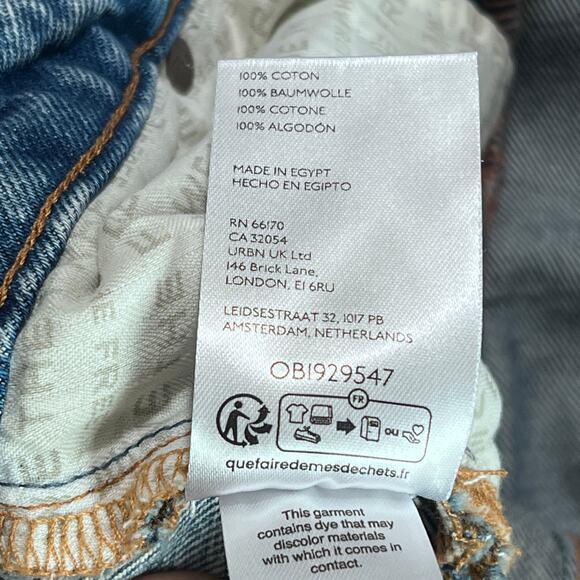 100% COTON
100% BAUMWOLLE
100% COTONE
100% ALGODÓN
MADE IN EGYPT
HECHO EN EGIPTO
RN 66170
CA 32054
URBN UK Ltd
146 Brick Lane,
LONDON, E1 6RU
LEIDSESTRAAT 32, 1017 PB
AMSTERDAM, NETHERLANDS
OB1929547
FR
ou
quefairedemesdechets.fr
This garment
contains dye that may
discolor materials
with which it comes in
contact.